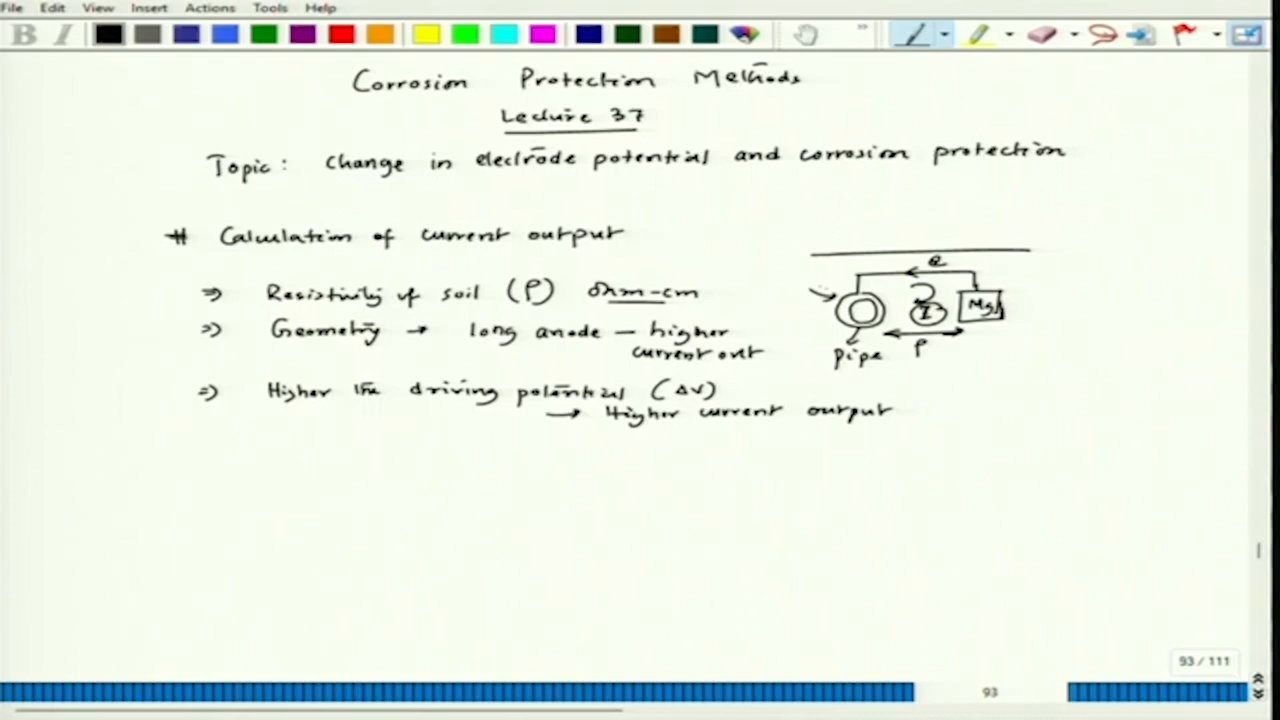 File Edit View Insert Actions Tools Help
B I
Corrosion Protection Methods
Lecture 37
Topic: Change in electrode potential and corrosion protection
# Calculation of current output
⇒ Resistivity of soil (ρ) ohm-cm
⇒ Geometry → long anode - higher
current out
⇒ Higher the driving potential (ΔV)
→ Higher current output
e
Mg
I
pipe ρ
93 / 111
93